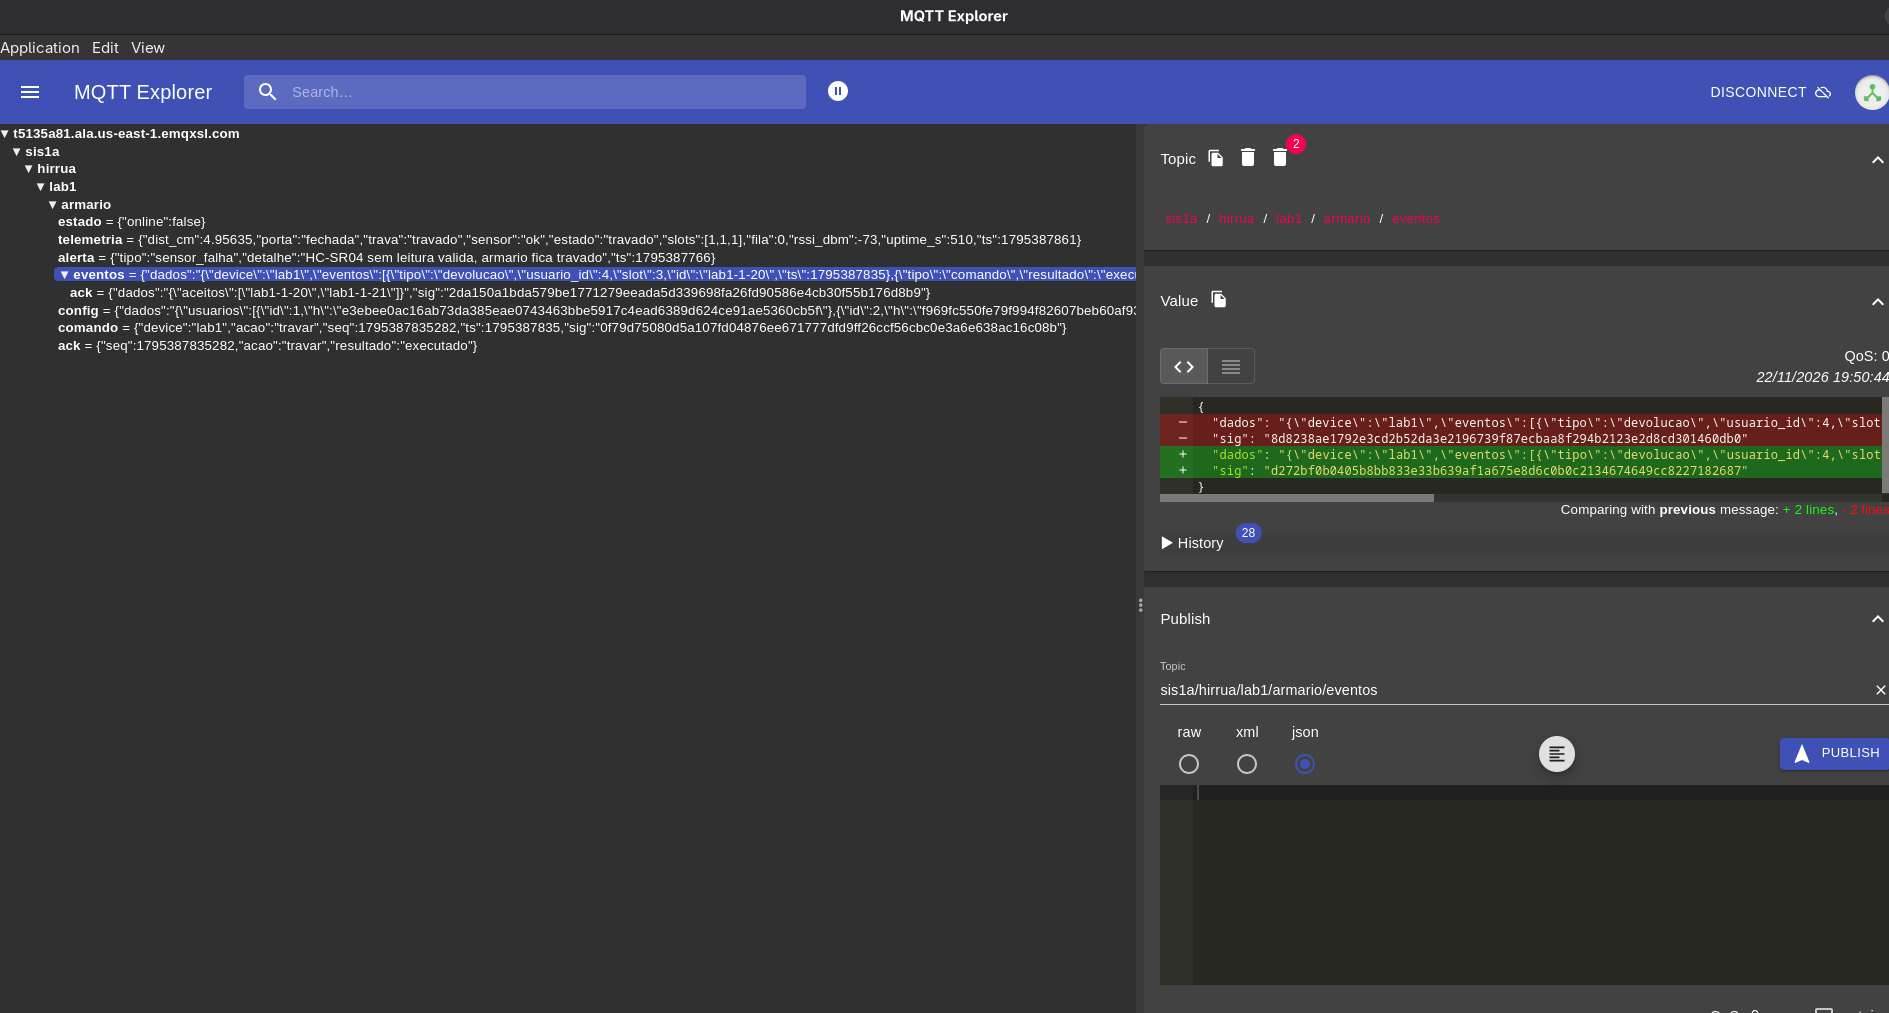 MQTT Explorer
Application Edit View
MQTT Explorer Search... DISCONNECT
▼ t5135a81.ala.us-east-1.emqxsl.com
▼ sis1a
▼ hirrua
▼ lab1
▼ armario
estado = {"online":false}
telemetria = {"dist_cm":4.95635,"porta":"fechada","trava":"travado","sensor":"ok","estado":"travado","slots":[1,1,1],"fila":0,"rssi_dbm":-73,"uptime_s":510,"ts":1795387861}
alerta = {"tipo":"sensor_falha","detalhe":"HC-SR04 sem leitura valida, armario fica travado","ts":1795387766}
▼ eventos = {"dados":"{\"device\":\"lab1\",\"eventos\":[{\"tipo\":\"devolucao\",\"usuario_id\":4,\"slot\":3,\"id\":\"lab1-1-20\",\"ts\":1795387835},{\"tipo\":\"comando\",\"resultado\":\"execu
ack = {"dados":"{\"aceitos\":[\"lab1-1-20\",\"lab1-1-21\"]}","sig":"2da150a1bda579be1771279eeada5d339698fa26fd90586e4cb30f55b176d8b9"}
config = {"dados":"{\"usuarios\":[{\"id\":1,\"h\":\"e3ebee0ac16ab73da385eae0743463bbe5917c4ead6389d624ce91ae5360cb5f\"},{\"id\":2,\"h\":\"f969fc550fe79f994f82607beb60af93
comando = {"device":"lab1","acao":"travar","seq":1795387835282,"ts":1795387835,"sig":"0f79d75080d5a107fd04876ee671777dfd9ff26ccf56cbc0e3a6e638ac16c08b"}
ack = {"seq":1795387835282,"acao":"travar","resultado":"executado"}
Topic 2
sis1a / hirrua / lab1 / armario / eventos
Value
QoS: 0
22/11/2026 19:50:44
{
- "dados": "{\"device\":\"lab1\",\"eventos\":[{\"tipo\":\"devolucao\",\"usuario_id\":4,\"slot
- "sig": "8d8238ae1792e3cd2b52da3e2196739f87ecbaa8f294b2123e2d8cd301460db0"
+ "dados": "{\"device\":\"lab1\",\"eventos\":[{\"tipo\":\"devolucao\",\"usuario_id\":4,\"slot
+ "sig": "d272bf0b0405b8bb833e33b639af1a675e8d6c0b0c2134674649cc8227182687"
}
Comparing with previous message: + 2 lines, - 2 lines
History 28
Publish
Topic
sis1a/hirrua/lab1/armario/eventos
raw xml json
PUBLISH